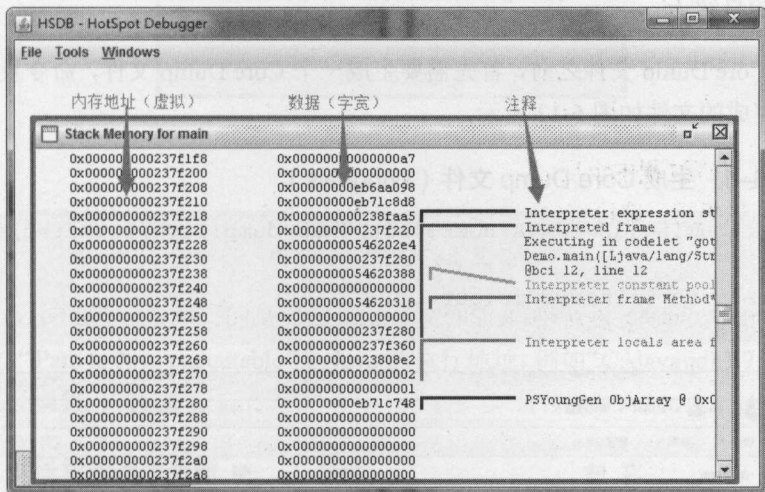 HSDB - HotSpot Debugger
File Tools Windows
内存地址（虚拟） 数据（字宽） 注释
Stack Memory for main
0x000000000237f1f8 0x00000000000000a7
0x000000000237f200 0x0000000000000000
0x000000000237f208 0x00000000eb6aa098
0x000000000237f210 0x00000000eb71c8d8
0x000000000237f218 0x000000000238faa5 Interpreter expression st
0x000000000237f220 0x000000000237f220 Interpreted frame
0x000000000237f228 0x00000000546202e4 Executing in codelet "got
0x000000000237f230 0x000000000237f280 Demo.main([Ljava/lang/Str
0x000000000237f238 0x0000000054620388 @bci 12, line 12
0x000000000237f240 0x0000000000000000 Interpreter constant pool
0x000000000237f248 0x0000000054620318 Interpreter frame Method*
0x000000000237f250 0x0000000000000000
0x000000000237f258 0x000000000237f280
0x000000000237f260 0x000000000237f360 Interpreter locals area f
0x000000000237f268 0x00000000023808e2
0x000000000237f270 0x0000000000000002
0x000000000237f278 0x0000000000000001
0x000000000237f280 0x00000000eb71c748 PSYoungGen ObjArray @ 0x0
0x000000000237f288 0x0000000000000000
0x000000000237f290 0x0000000000000000
0x000000000237f298 0x0000000000000000
0x000000000237f2a0 0x0000000000000000
0x000000000237f2a8 0x0000000000000000